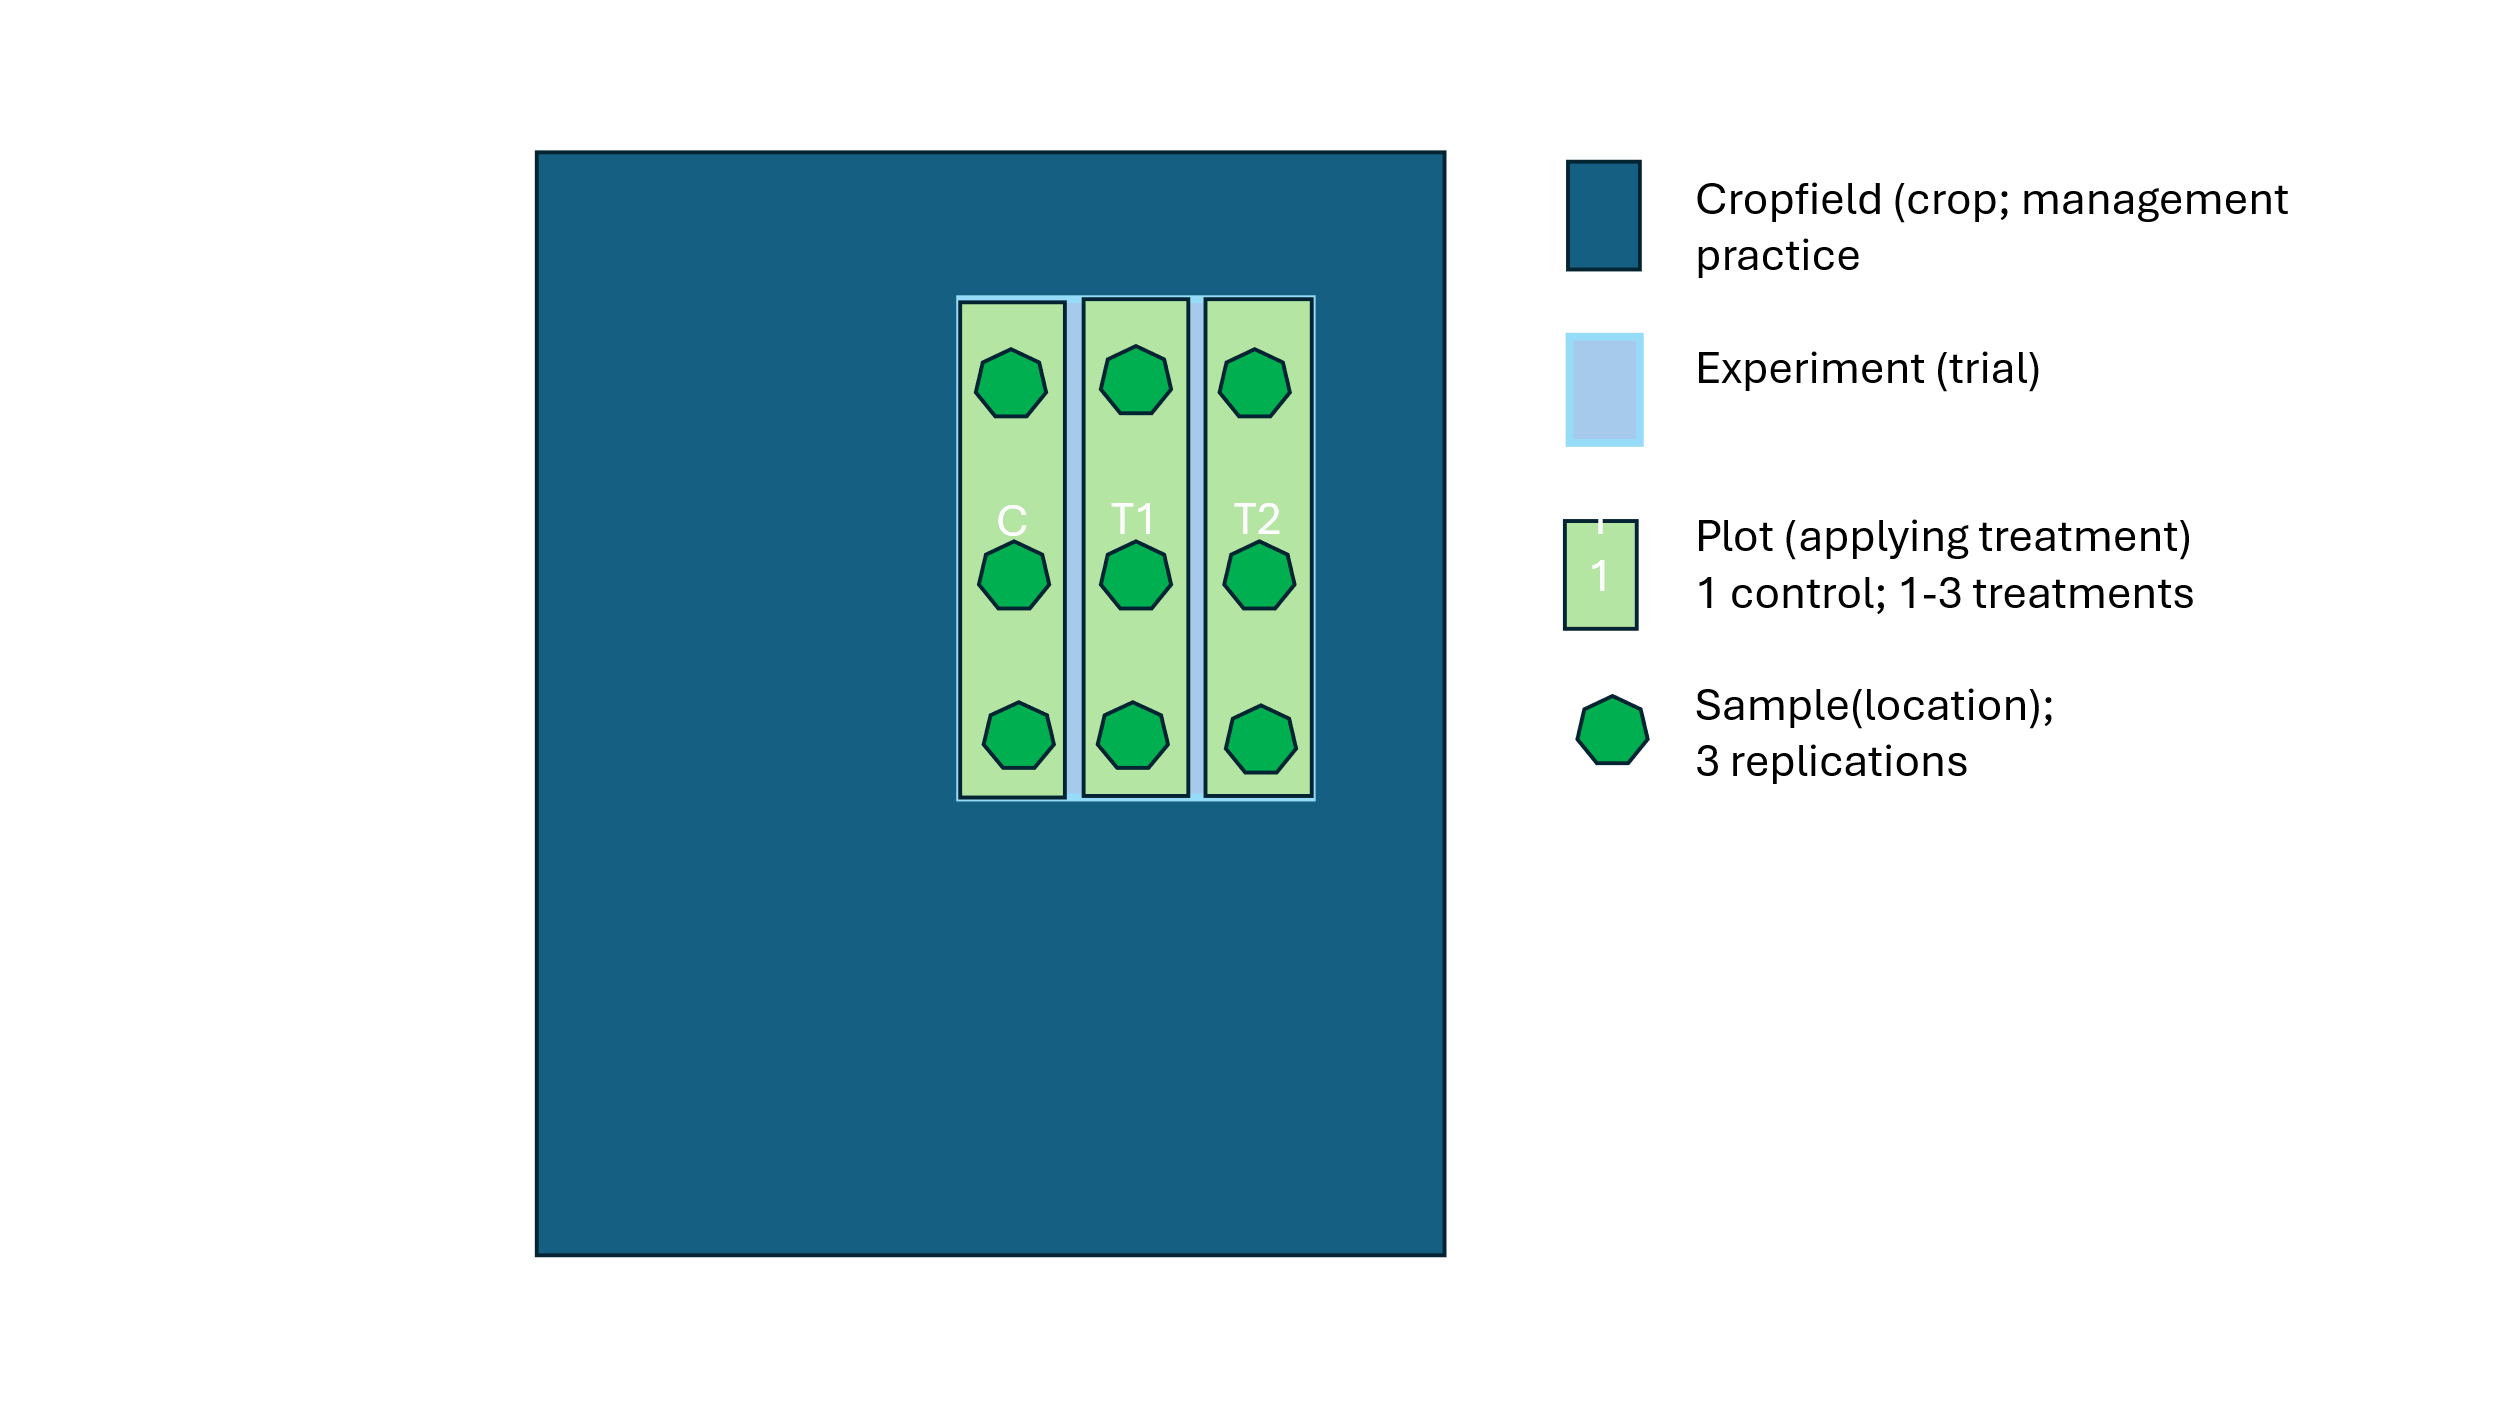 Cropfield (crop; management
practice
Experiment (trial)
C
T1
T2
T
1
Plot (applying treatment)
1 control; 1-3 treatments
Sample(location);
3 replications